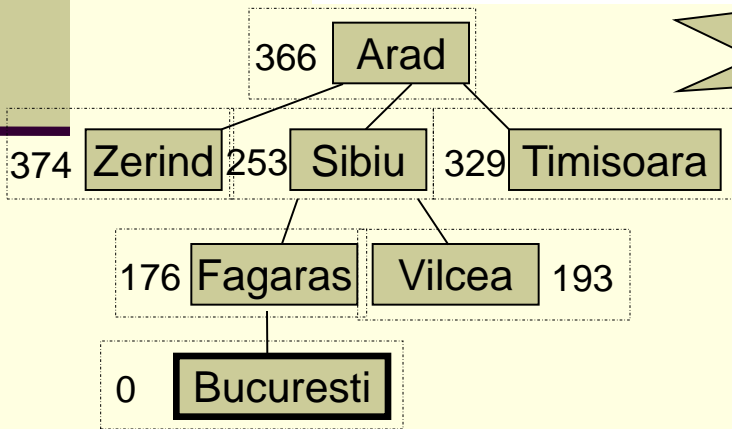 366 Arad
374 Zerind 253 Sibiu 329 Timisoara
176 Fagaras Vilcea 193
0 Bucuresti